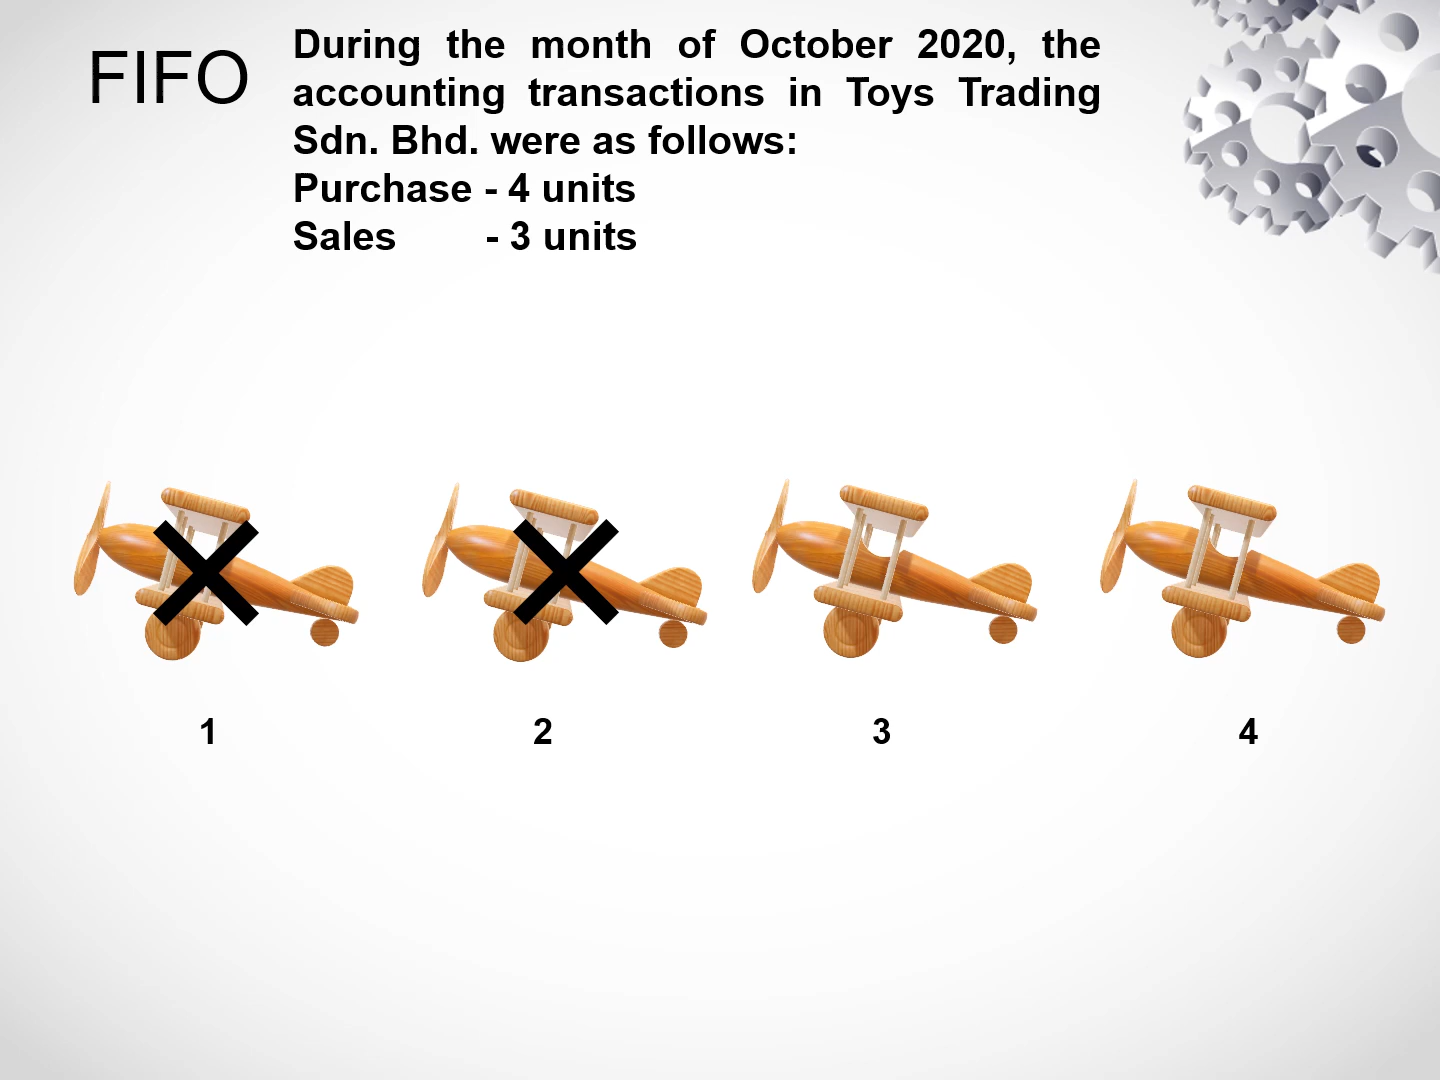 FIFO
During the month of October 2020, the
accounting transactions in Toys Trading
Sdn. Bhd. were as follows:
Purchase - 4 units
Sales - 3 units
1 2 3 4